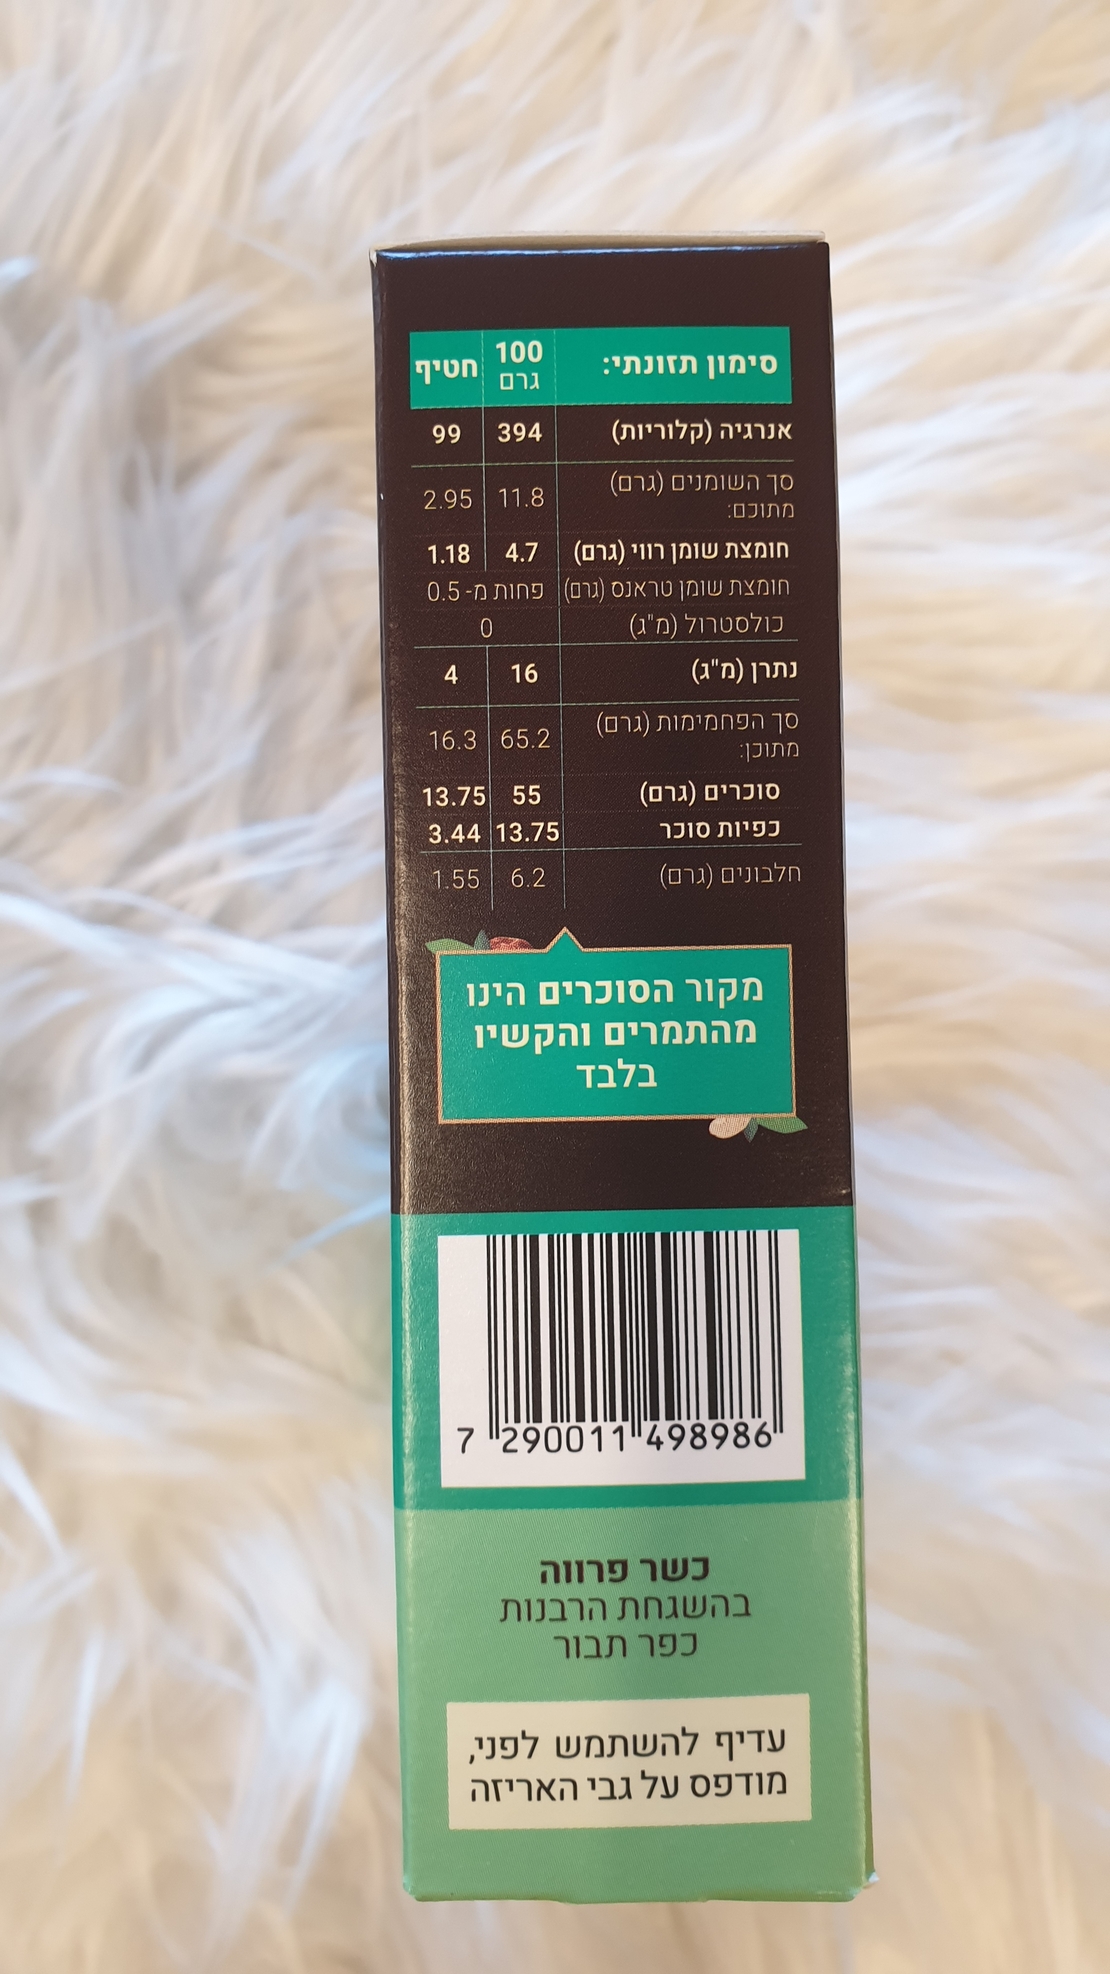 סימון תזונתי: 100 גרם חטיף
אנרגיה (קלוריות) 394 99
סך השומנים (גרם) מתוכם: 11.8 2.95
חומצת שומן רווי (גרם) 4.7 1.18
חומצת שומן טראנס (גרם) פחות מ- 0.5
כולסטרול (מ"ג) 0
נתרן (מ"ג) 16 4
סך הפחמימות (גרם) מתוכן: 65.2 16.3
סוכרים (גרם) 55 13.75
כפיות סוכר 13.75 3.44
חלבונים (גרם) 6.2 1.55
מקור הסוכרים הינו
מהתמרים והקשיו
בלבד
7 290011 498986
כשר פרווה
בהשגחת הרבנות
כפר תבור
עדיף להשתמש לפני,
מודפס על גבי האריזה